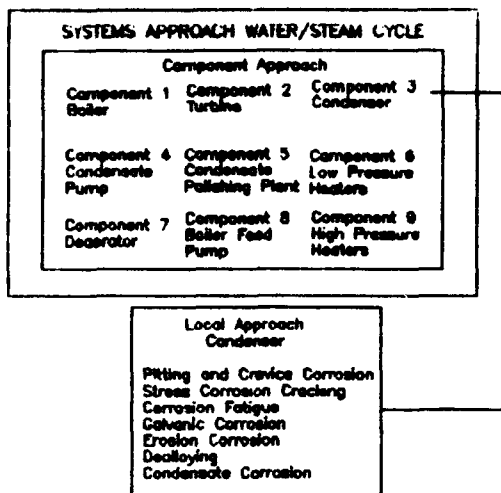 SYSTEMS APPROACH WATER/STEAM CYCLE
Component Approach
Component 1
Boiler
Component 2
Turbine
Component 3
Condenser
Component 4
Condensate
Pump
Component 5
Condensate
Polishing Plant
Component 6
Low Pressure
Heaters
Component 7
Deaerator
Component 8
Boiler Feed
Pump
Component 9
High Pressure
Heaters
Local Approach
Condenser
Pitting and Crevice Corrosion
Stress Corrosion Cracking
Corrosion Fatigue
Galvanic Corrosion
Erosion Corrosion
Dealloying
Condensate Corrosion